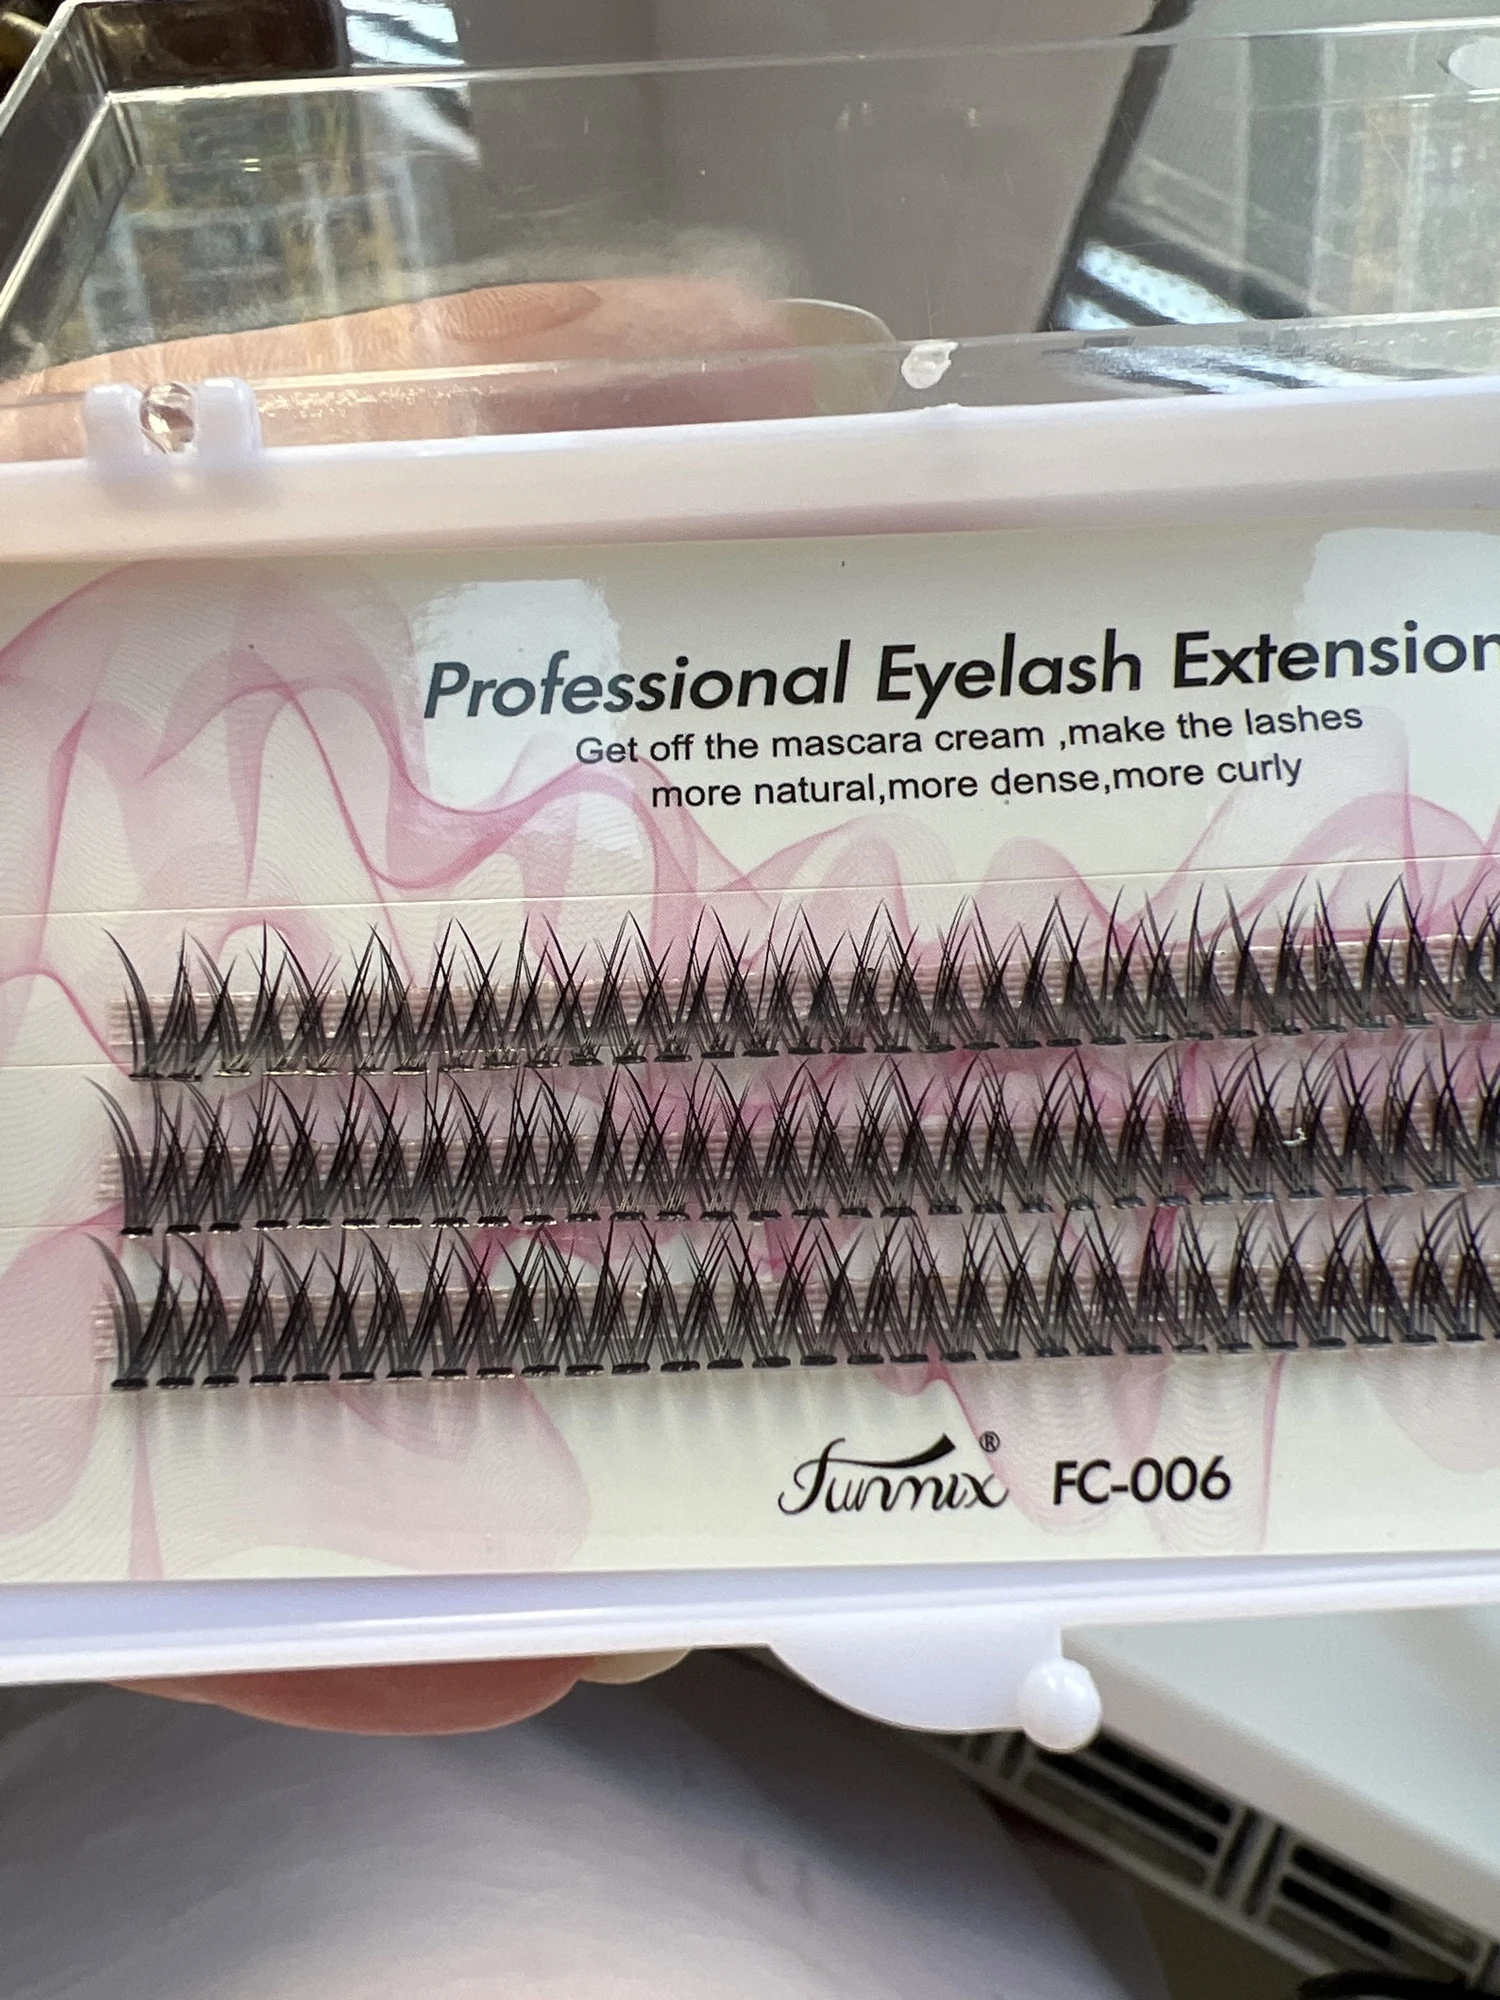 Professional Eyelash Extension
Get off the mascara cream ,make the lashes
more natural,more dense,more curly
Funmix® FC-006